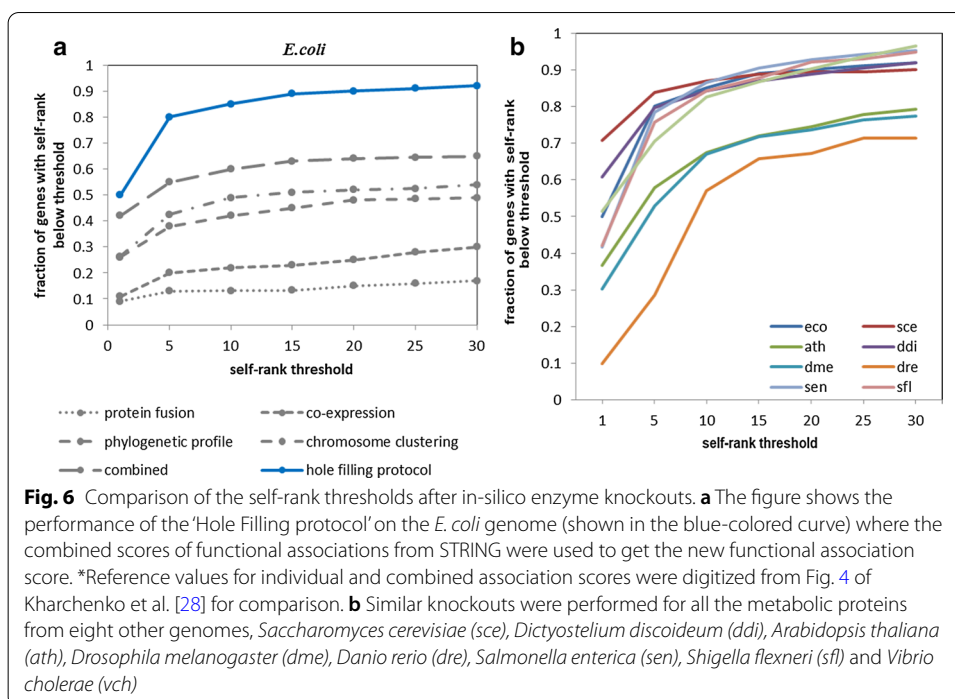 a
E.coli
fraction of genes with self-rank
below threshold
1
0.9
0.8
0.7
0.6
0.5
0.4
0.3
0.2
0.1
0
0 5 10 15 20 25 30
self-rank threshold
protein fusion
co-expression
phylogenetic profile
chromosome clustering
combined
hole filling protocol
b
fraction of genes with self-rank
below threshold
1
0.9
0.8
0.7
0.6
0.5
0.4
0.3
0.2
0.1
0
1 5 10 15 20 25 30
self-rank threshold
eco
sce
ath
ddi
dme
dre
sen
sfl
Fig. 6 Comparison of the self-rank thresholds after in-silico enzyme knockouts. a The figure shows the
performance of the ‘Hole Filling protocol’ on the E. coli genome (shown in the blue-colored curve) where the
combined scores of functional associations from STRING were used to get the new functional association
score. *Reference values for individual and combined association scores were digitized from Fig. 4 of
Kharchenko et al. [28] for comparison. b Similar knockouts were performed for all the metabolic proteins
from eight other genomes, Saccharomyces cerevisiae (sce), Dictyostelium discoideum (ddi), Arabidopsis thaliana
(ath), Drosophila melanogaster (dme), Danio rerio (dre), Salmonella enterica (sen), Shigella flexneri (sfl) and Vibrio
cholerae (vch)